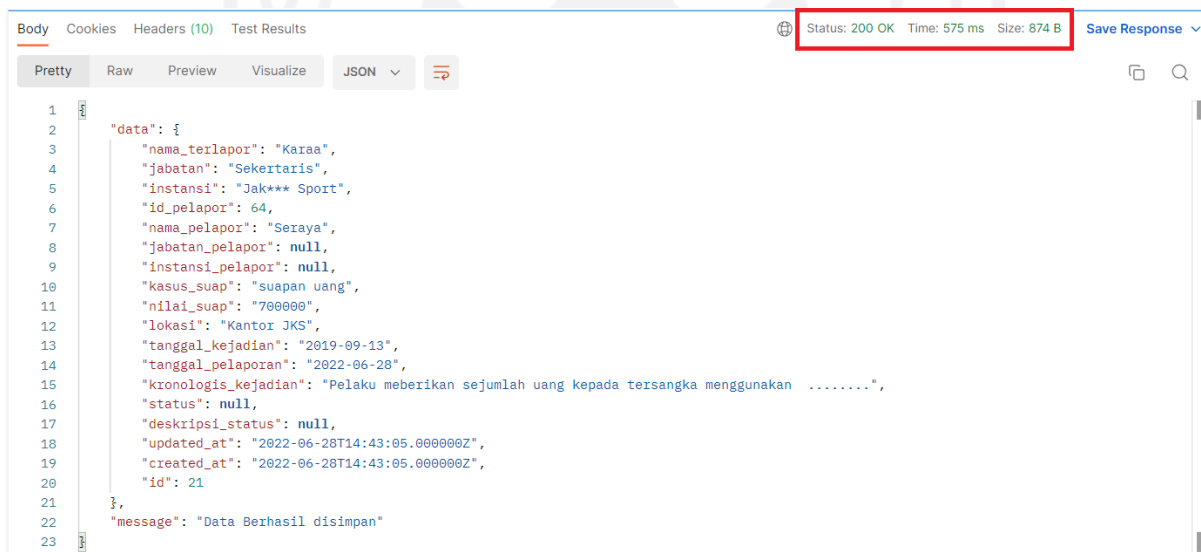 Body Cookies Headers (10) Test Results Status: 200 OK Time: 575 ms Size: 874 B Save Response
Pretty Raw Preview Visualize JSON
1 {
2 "data": {
3 "nama_terlapor": "Karaa",
4 "jabatan": "Sekertaris",
5 "instansi": "Jak*** Sport",
6 "id_pelapor": 64,
7 "nama_pelapor": "Seraya",
8 "jabatan_pelapor": null,
9 "instansi_pelapor": null,
10 "kasus_suap": "suapan uang",
11 "nilai_suap": "700000",
12 "lokasi": "Kantor JKS",
13 "tanggal_kejadian": "2019-09-13",
14 "tanggal_pelaporan": "2022-06-28",
15 "kronologis_kejadian": "Pelaku meberikan sejumlah uang kepada tersangka menggunakan ........",
16 "status": null,
17 "deskripsi_status": null,
18 "updated_at": "2022-06-28T14:43:05.000000Z",
19 "created_at": "2022-06-28T14:43:05.000000Z",
20 "id": 21
21 },
22 "message": "Data Berhasil disimpan"
23 }